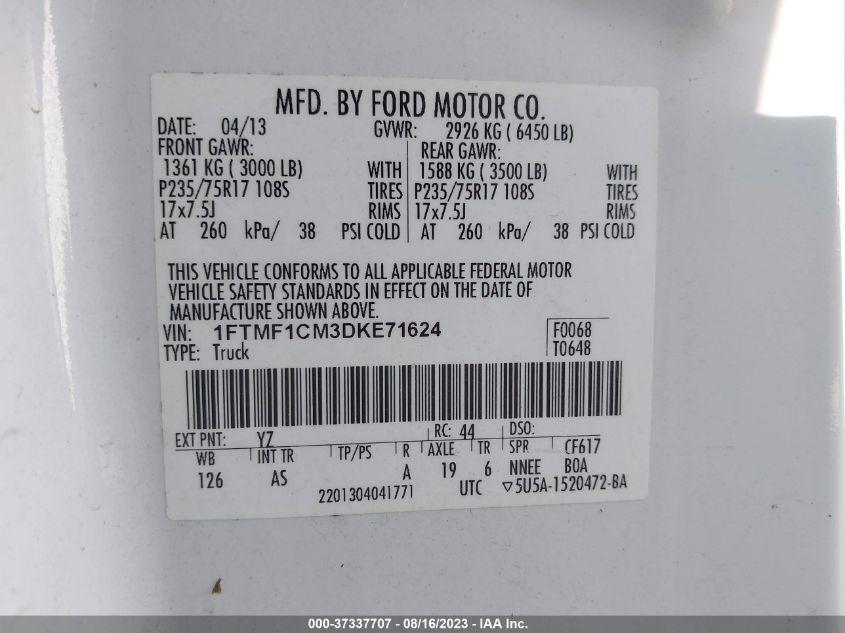 MFD. BY FORD MOTOR CO.
DATE: 04/13 GVWR: 2926 KG ( 6450 LB)
FRONT GAWR: REAR GAWR:
1361 KG ( 3000 LB) WITH 1588 KG ( 3500 LB) WITH
P235/75R17 108S TIRES P235/75R17 108S TIRES
17x7.5J RIMS 17x7.5J RIMS
AT 260 kPa/ 38 PSI COLD AT 260 kPa/ 38 PSI COLD
THIS VEHICLE CONFORMS TO ALL APPLICABLE FEDERAL MOTOR
VEHICLE SAFETY STANDARDS IN EFFECT ON THE DATE OF
MANUFACTURE SHOWN ABOVE.
VIN: 1FTMF1CM3DKE71624 F0068
TYPE: Truck T0648
EXT PNT: YZ RC: 44 DSO:
WB INT TR TP/PS R AXLE TR SPR CF617
126 AS A 19 6 NNEE BOA
2201304041771 UTC ▽5U5A-1520472-BA
000-37337707 - 08/16/2023 - IAA Inc.